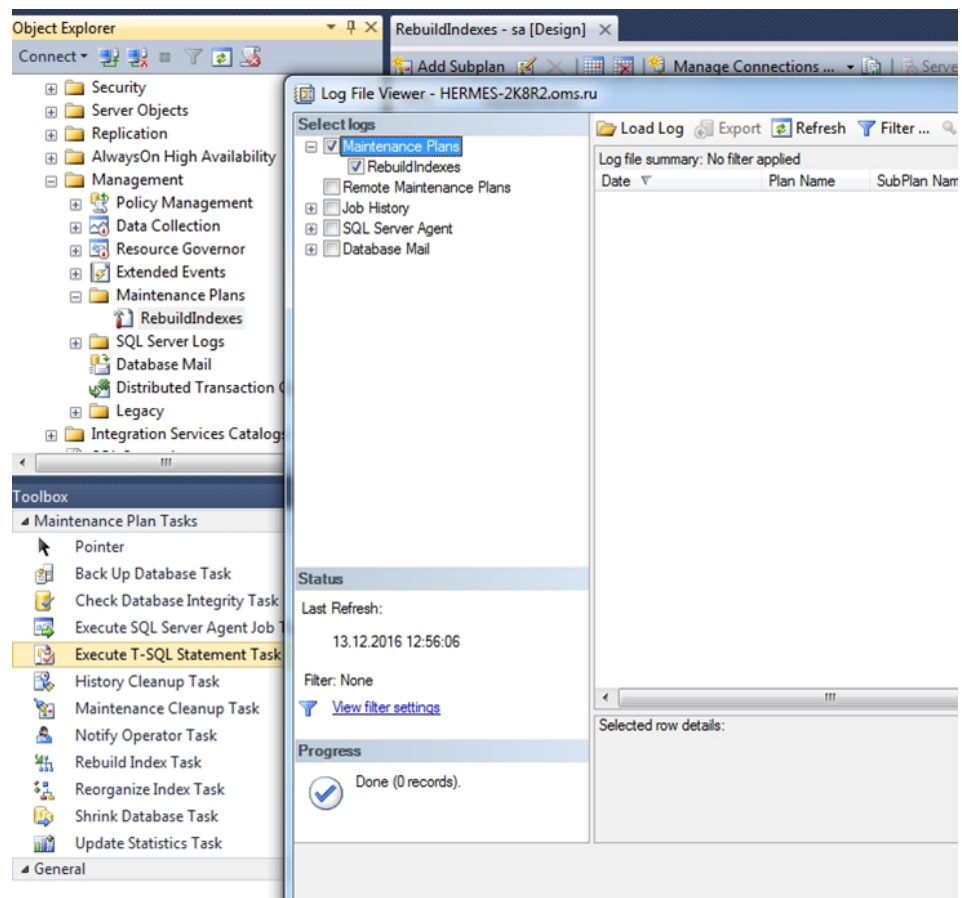 Object Explorer
Connect
Security
Server Objects
Replication
AlwaysOn High Availability
Management
Policy Management
Data Collection
Resource Governor
Extended Events
Maintenance Plans
RebuildIndexes
SQL Server Logs
Database Mail
Distributed Transaction
Legacy
Integration Services Catalog
Toolbox
Maintenance Plan Tasks
Pointer
Back Up Database Task
Check Database Integrity Task
Execute SQL Server Agent Job T
Execute T-SQL Statement Task
History Cleanup Task
Maintenance Cleanup Task
Notify Operator Task
Rebuild Index Task
Reorganize Index Task
Shrink Database Task
Update Statistics Task
General
RebuildIndexes - sa [Design]
Add Subplan Manage Connections ... Serve
Log File Viewer - HERMES-2K8R2.oms.ru
Select logs
Maintenance Plans
RebuildIndexes
Remote Maintenance Plans
Job History
SQL Server Agent
Database Mail
Status
Last Refresh:
13.12.2016 12:56:06
Filter: None
View filter settings
Progress
Done (0 records).
Load Log Export Refresh Filter ...
Log file summary: No filter applied
Date Plan Name SubPlan Nam
Selected row details: